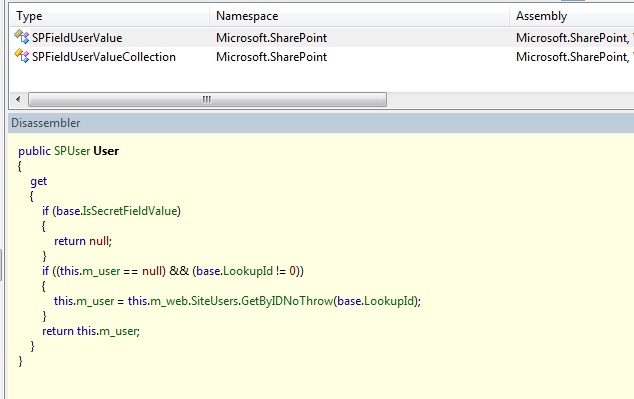 Type Namespace Assembly
SPFieldUserValue Microsoft.SharePoint Microsoft.SharePoint,
SPFieldUserValueCollection Microsoft.SharePoint Microsoft.SharePoint,
Disassembler
public SPUser User
{
get
{
if (base.IsSecretFieldValue)
{
return null;
}
if ((this.m_user == null) && (base.LookupId != 0))
{
this.m_user = this.m_web.SiteUsers.GetByIDNoThrow(base.LookupId);
}
return this.m_user;
}
}